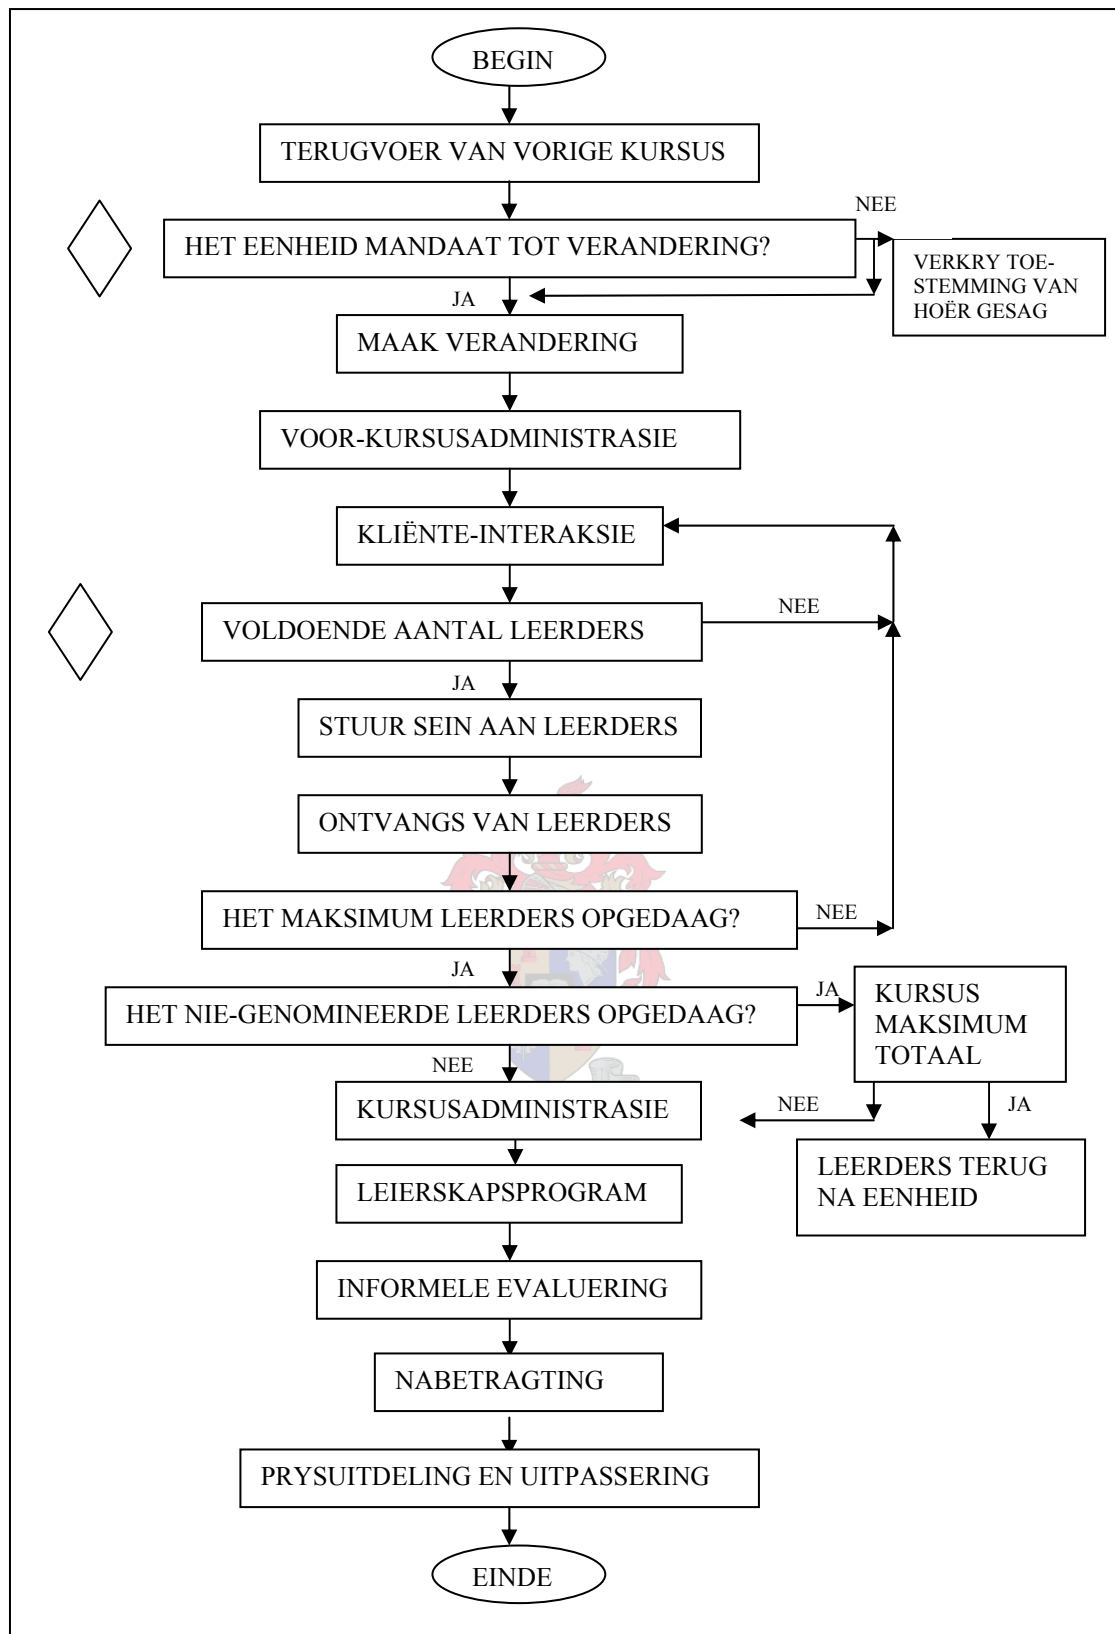 BEGIN
TERUGVOER VAN VORIGE KURSUS
NEE
HET EENHEID MANDAAT TOT VERANDERING?
VERKRY TOE-
STEMMING VAN
HOËR GESAG
JA
MAAK VERANDERING
VOOR-KURSUSADMINISTRASIE
KLIËNTE-INTERAKSIE
NEE
VOLDOENDE AANTAL LEERDERS
JA
STUUR SEIN AAN LEERDERS
ONTVANGS VAN LEERDERS
HET MAKSIMUM LEERDERS OPGEDAAG?
NEE
JA
HET NIE-GENOMINEERDE LEERDERS OPGEDAAG?
JA
KURSUS
MAKSIMUM
TOTAAL
NEE
KURSUSADMINISTRASIE
NEE
JA
LEERDERS TERUG
NA EENHEID
LEIERSKAPSPROGRAM
INFORMELE EVALUERING
NABETRAGTING
PRYSUITDELING EN UITPASSERING
EINDE